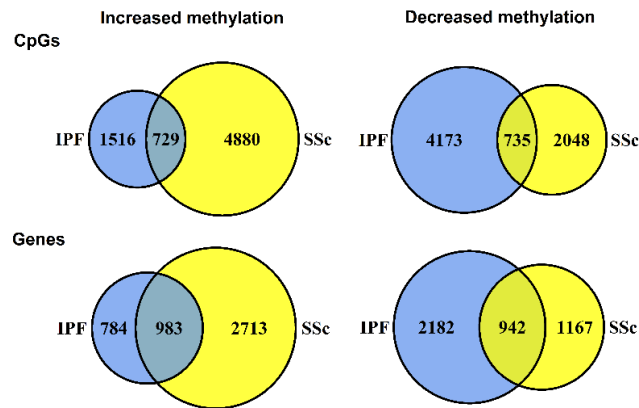 Increased methylation Decreased methylation
CpGs
IPF 1516 729 4880 SSc IPF 4173 735 2048 SSc
Genes
IPF 784 983 2713 SSc IPF 2182 942 1167 SSc